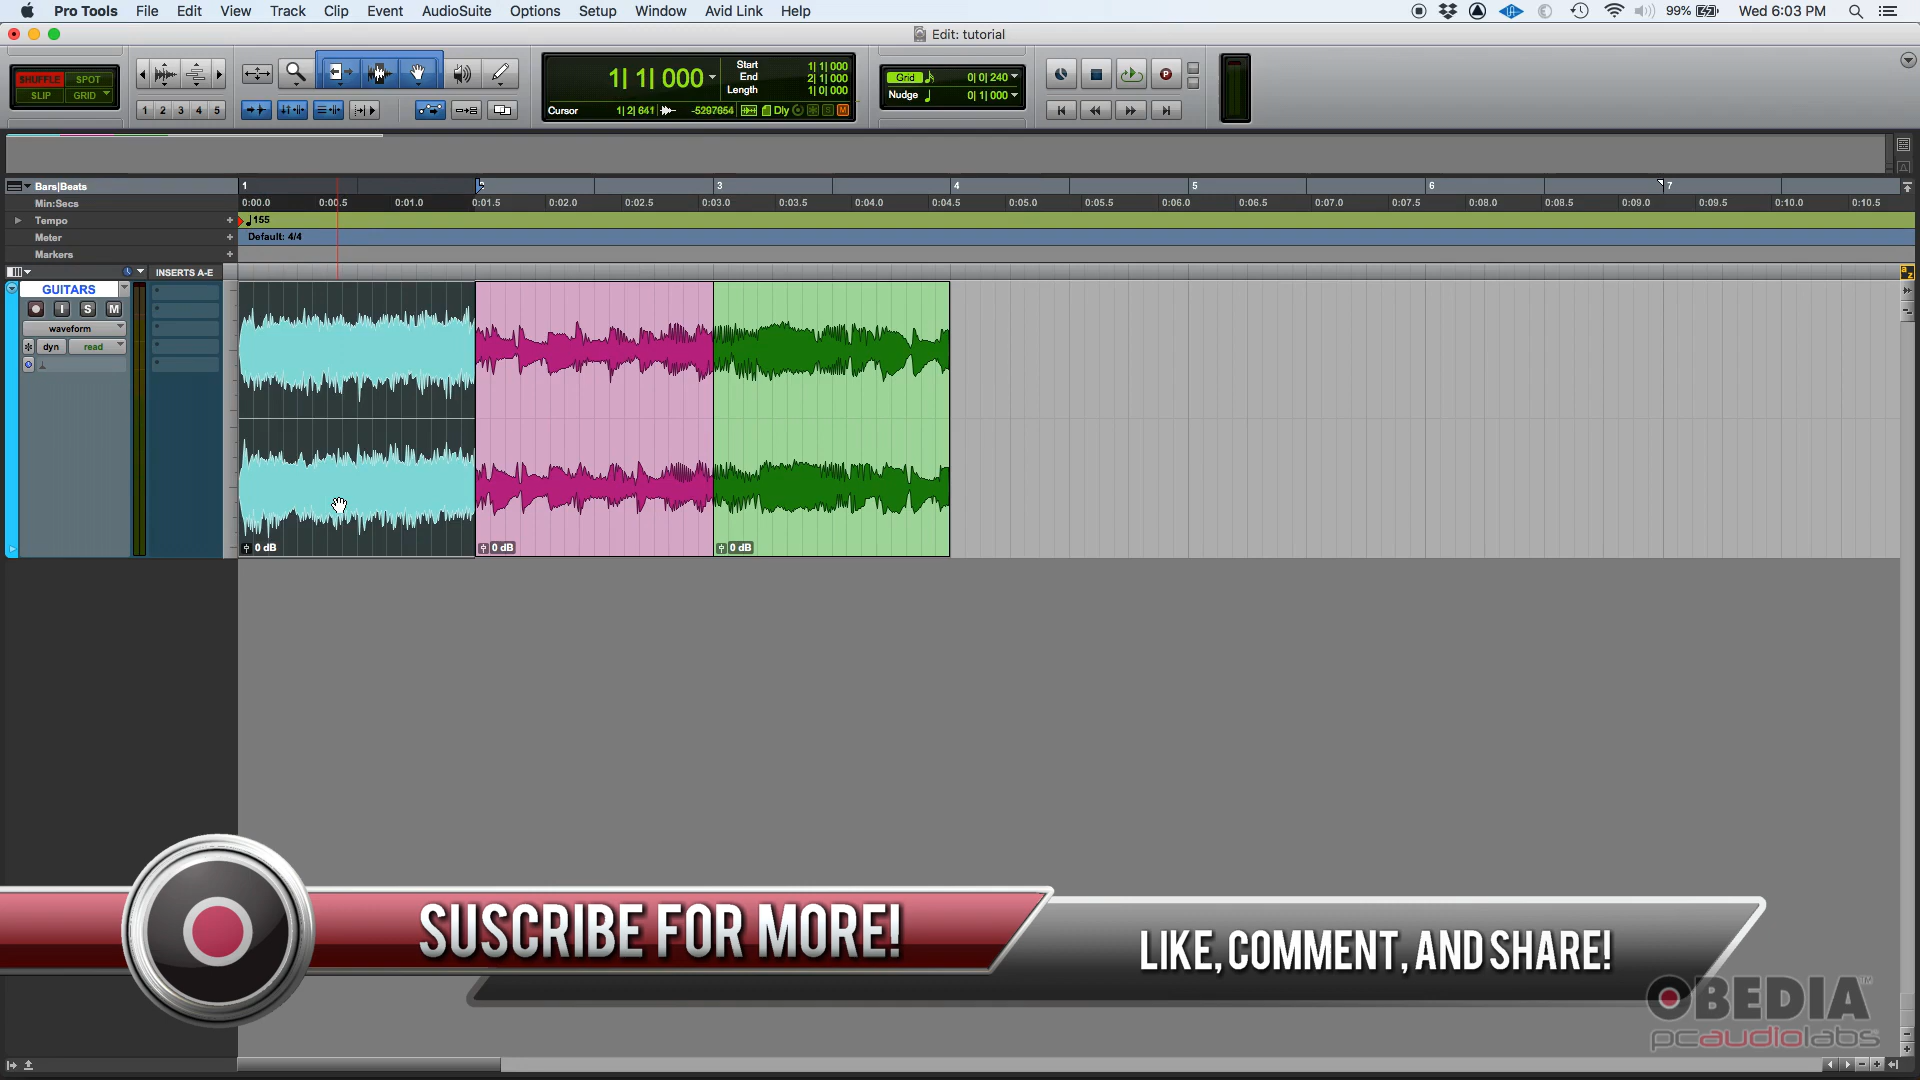 Pro Tools File Edit View Track Clip Event AudioSuite Options Setup Window Avid Link Help 99% Wed 6:03 PM
Edit: tutorial
SHUFFLE SPOT
SLIP GRID
1 2 3 4 5
1| 1| 000
Start 1| 1| 000
End 2| 1| 000
Length 1| 0| 000
Cursor 1| 2| 641 -5297654 Dly
Grid 0| 0| 240
Nudge 0| 1| 000
Bars|Beats 1 2 3 4 5 6 7
Min:Secs 0:00.0 0:00.5 0:01.0 0:01.5 0:02.0 0:02.5 0:03.0 0:03.5 0:04.0 0:04.5 0:05.0 0:05.5 0:06.0 0:06.5 0:07.0 0:07.5 0:08.0 0:08.5 0:09.0 0:09.5 0:10.0 0:10.5
Tempo + 155
Meter + Default: 4/4
Markers +
INSERTS A-E
GUITARS
I S M
waveform
dyn read
0 dB 0 dB 0 dB
SUSCRIBE FOR MORE!
LIKE, COMMENT, AND SHARE!
OBEDIA™
pcaudiolabs